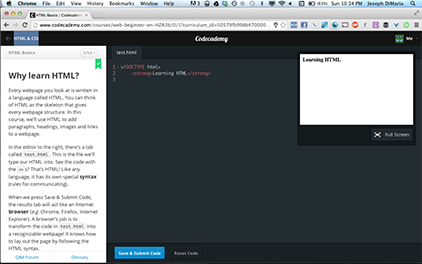 Chrome File Edit View History Bookmarks Window Help
Sun 10:34 PM Joseph DiMaria
HTML Basics | Codecademy
www.codecademy.com/courses/web-beginner-en-HZA3b/0/1?curriculum_id=
HTML & CSS
Codecademy
Me
HTML Basics
1/14
test.html
Why learn HTML?
Every webpage you look at is written in
a language called HTML. You can think
of HTML as the skeleton that gives
every webpage structure. In this
course, we'll use HTML to add
paragraphs, headings, images and links
to a webpage.
In the editor to the right, there's a tab
called test.html. This is the file we'll
type our HTML into. See the code with
the <>s? That's HTML! Like any
language, it has its own special syntax
(rules for communicating).
When we press Save & Submit Code,
the results tab will act like an Internet
browser (e.g. Chrome, Firefox, Internet
Explorer). A browser's job is to
transform the code in test.html into
a recognizable webpage! It knows how
to lay out the page by following the
HTML syntax.
Q&A Forum
Glossary
1 <!DOCTYPE html>
2 <strong>Learning HTML</strong>
3
Save & Submit Code
Reset Code
Learning HTML
Full Screen